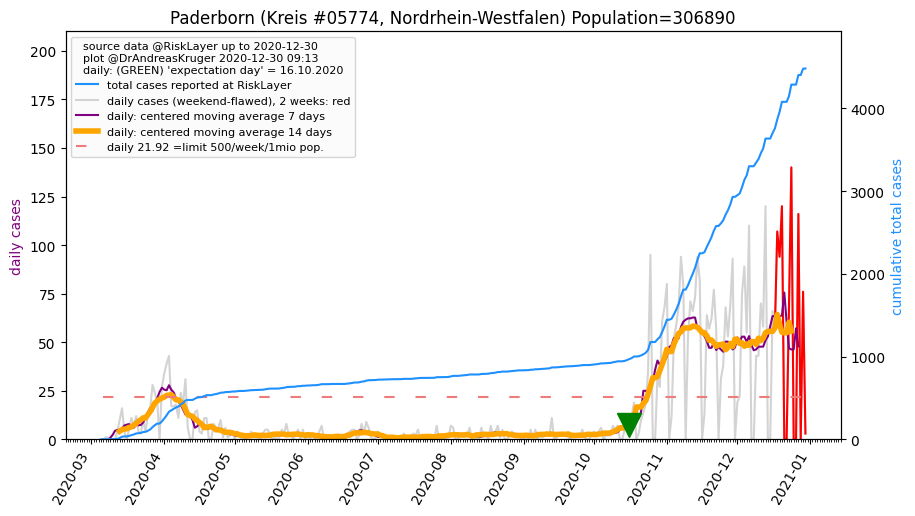 Paderborn (Kreis #05774, Nordrhein-Westfalen) Population=306890
source data @RiskLayer up to 2020-12-30
plot @DrAndreasKruger 2020-12-30 09:13
daily: (GREEN) 'expectation day' = 16.10.2020
total cases reported at RiskLayer
daily cases (weekend-flawed), 2 weeks: red
daily: centered moving average 7 days
daily: centered moving average 14 days
daily 21.92 =limit 500/week/1mio pop.
daily cases
200
175
150
125
100
75
50
25
0
4000
3000
2000
1000
0
cumulative total cases
2020-03
2020-04
2020-05
2020-06
2020-07
2020-08
2020-09
2020-10
2020-11
2020-12
2021-01